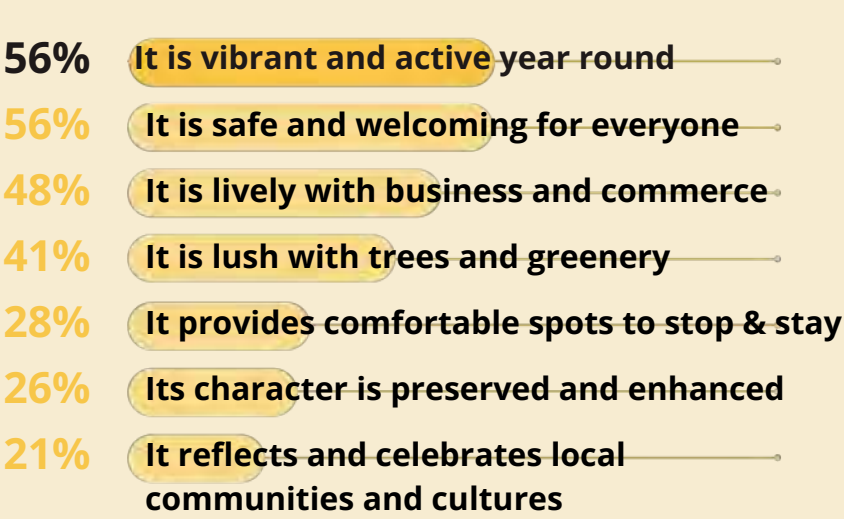 56% It is vibrant and active year round
56% It is safe and welcoming for everyone
48% It is lively with business and commerce
41% It is lush with trees and greenery
28% It provides comfortable spots to stop & stay
26% Its character is preserved and enhanced
21% It reflects and celebrates local
communities and cultures